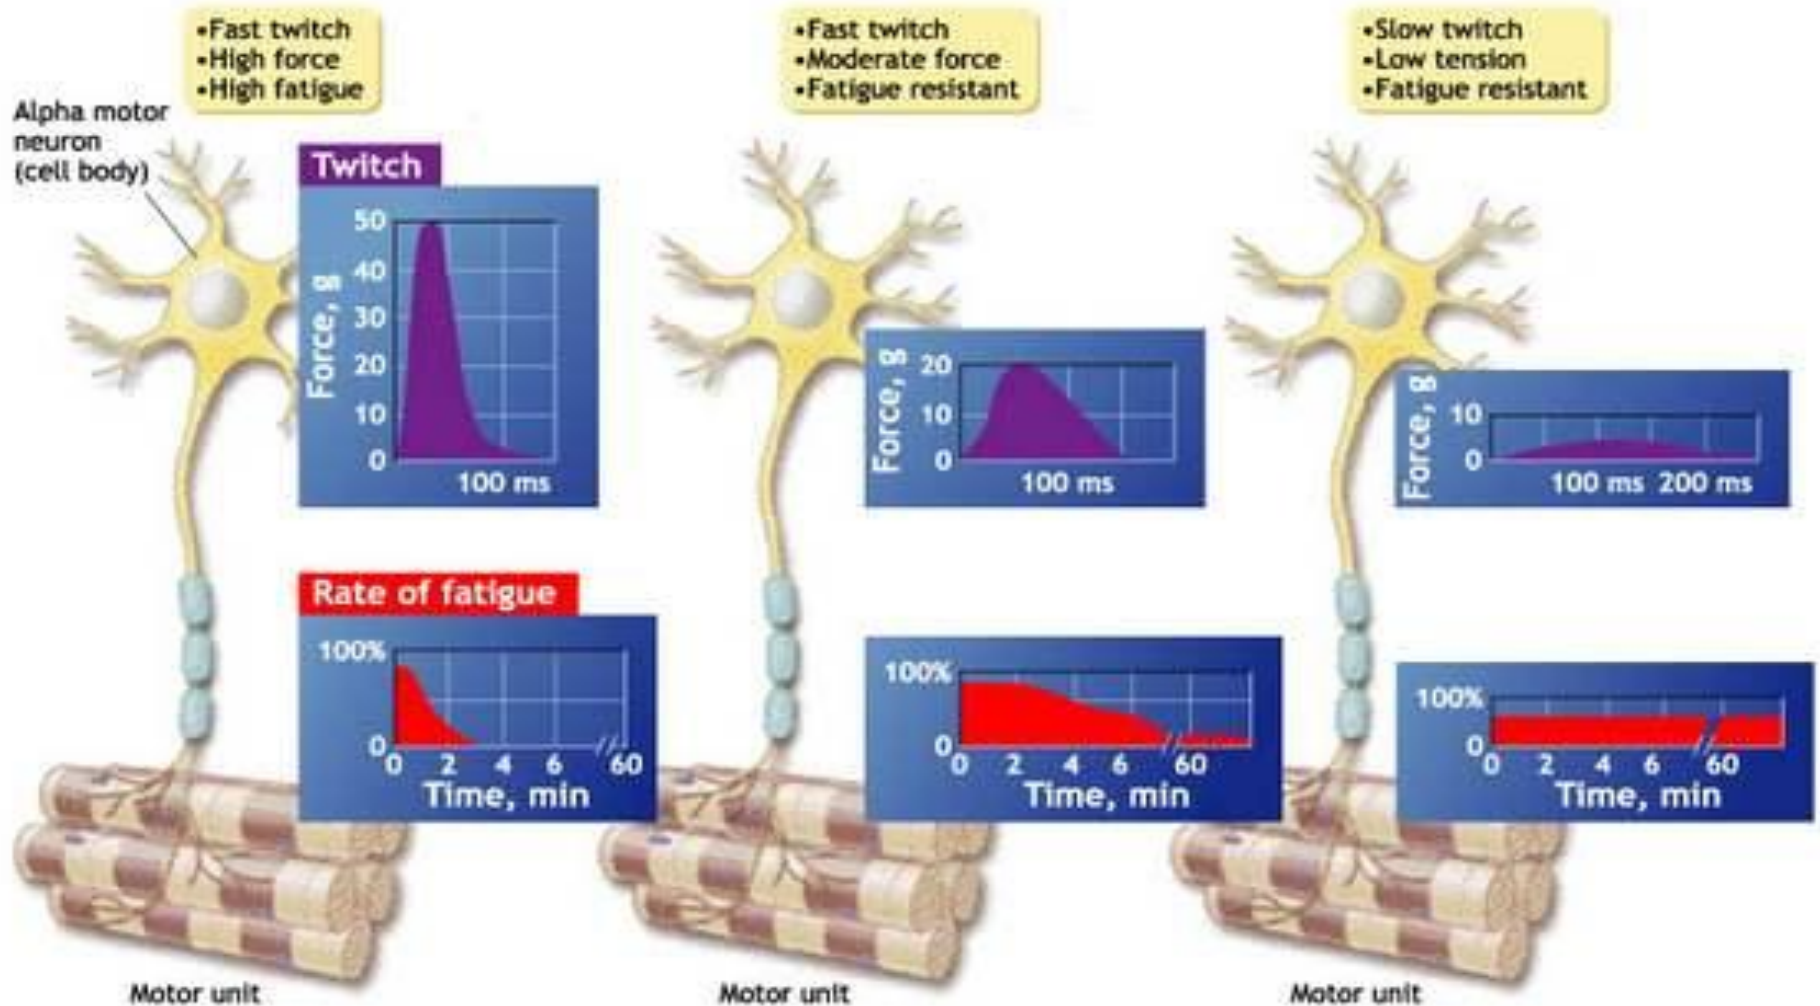 •Fast twitch
•High force
•High fatigue
•Fast twitch
•Moderate force
•Fatigue resistant
•Slow twitch
•Low tension
•Fatigue resistant
Alpha motor
neuron
(cell body)
Twitch
Force, g
50
40
30
20
10
0
100 ms
Force, g
20
10
0
100 ms
Force, g
10
0
100 ms 200 ms
Rate of fatigue
100%
0
0 2 4 6 60
Time, min
100%
0
0 2 4 6 60
Time, min
100%
0
0 2 4 6 60
Time, min
Motor unit
Motor unit
Motor unit